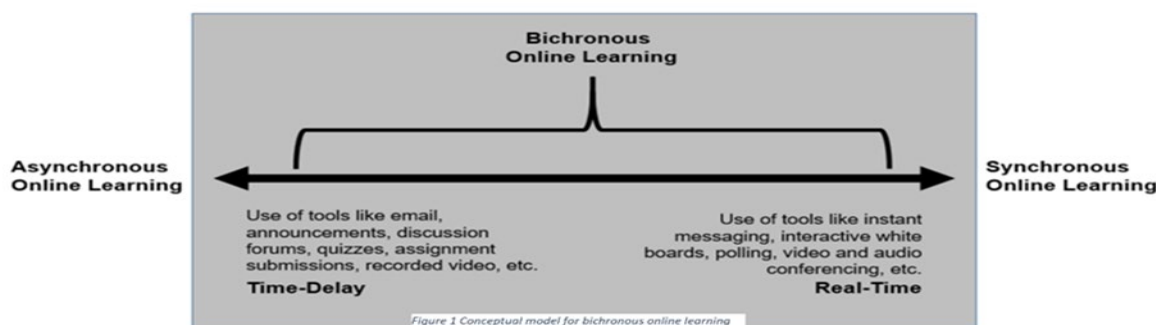 Bichronous
Online Learning
Asynchronous
Online Learning
Synchronous
Online Learning
Use of tools like email,
announcements, discussion
forums, quizzes, assignment
submissions, recorded video, etc.
Time-Delay
Use of tools like instant
messaging, interactive white
boards, polling, video and audio
conferencing, etc.
Real-Time
Figure 1 Conceptual model for bichronous online learning